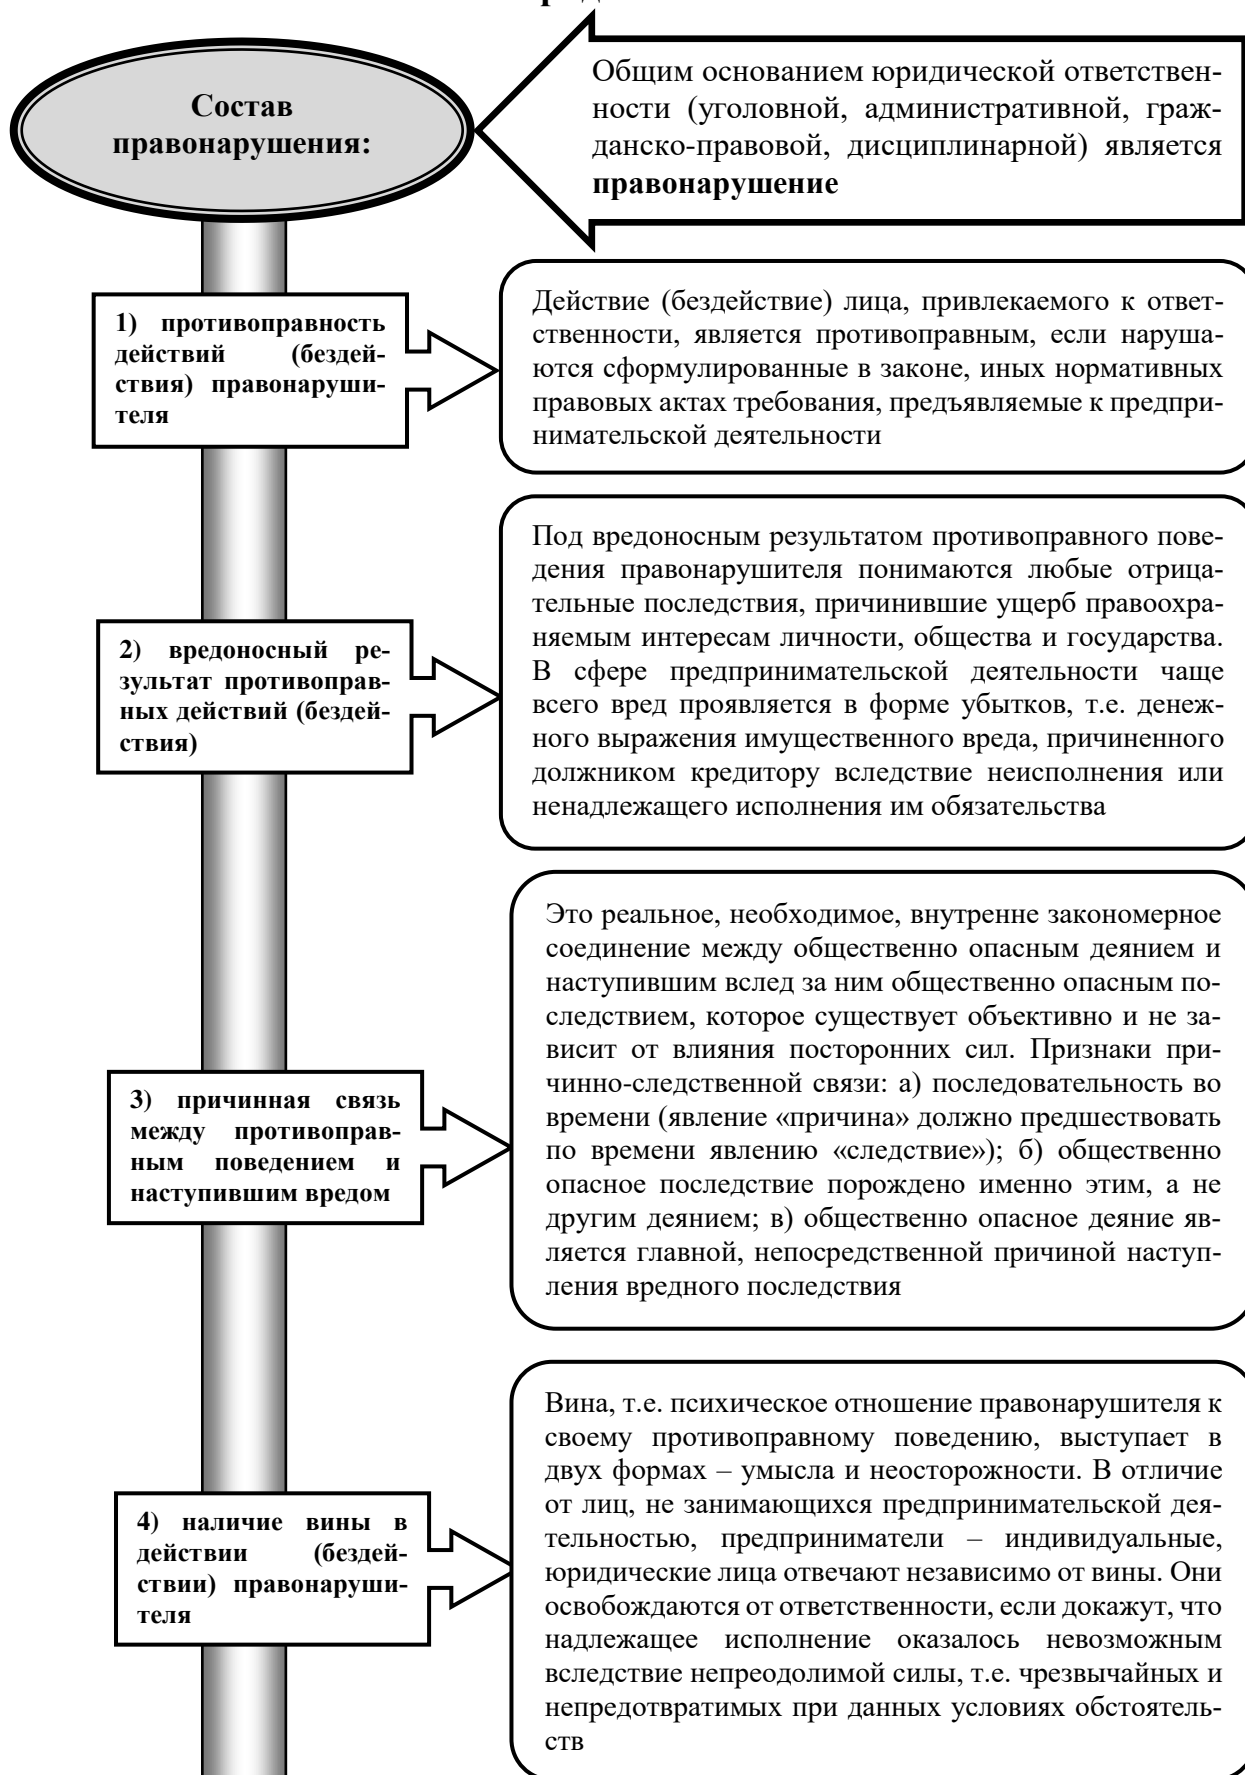 Состав
правонарушения:
Общим основанием юридической ответствен-
ности (уголовной, административной, граж-
данско-правовой, дисциплинарной) является
правонарушение
1) противоправность
действий (бездей-
ствия) правонаруши-
теля
Действие (бездействие) лица, привлекаемого к ответ-
ственности, является противоправным, если наруша-
ются сформулированные в законе, иных нормативных
правовых актах требования, предъявляемые к предпри-
нимательской деятельности
2) вредоносный ре-
зультат противоправ-
ных действий (бездей-
ствия)
Под вредоносным результатом противоправного пове-
дения правонарушителя понимаются любые отрица-
тельные последствия, причинившие ущерб правоохра-
няемым интересам личности, общества и государства.
В сфере предпринимательской деятельности чаще
всего вред проявляется в форме убытков, т.е. денеж-
ного выражения имущественного вреда, причиненного
должником кредитору вследствие неисполнения или
ненадлежащего исполнения им обязательства
3) причинная связь
между противоправ-
ным поведением и
наступившим вредом
Это реальное, необходимое, внутренне закономерное
соединение между общественно опасным деянием и
наступившим вслед за ним общественно опасным по-
следствием, которое существует объективно и не за-
висит от влияния посторонних сил. Признаки при-
чинно-следственной связи: а) последовательность во
времени (явление «причина» должно предшествовать
по времени явлению «следствие»); б) общественно
опасное последствие порождено именно этим, а не
другим деянием; в) общественно опасное деяние яв-
ляется главной, непосредственной причиной наступ-
ления вредного последствия
4) наличие вины в
действии (бездей-
ствии) правонаруши-
теля
Вина, т.е. психическое отношение правонарушителя к
своему противоправному поведению, выступает в
двух формах – умысла и неосторожности. В отличие
от лиц, не занимающихся предпринимательской дея-
тельностью, предприниматели – индивидуальные,
юридические лица отвечают независимо от вины. Они
освобождаются от ответственности, если докажут, что
надлежащее исполнение оказалось невозможным
вследствие непреодолимой силы, т.е. чрезвычайных и
непредотвратимых при данных условиях обстоятель-
ств